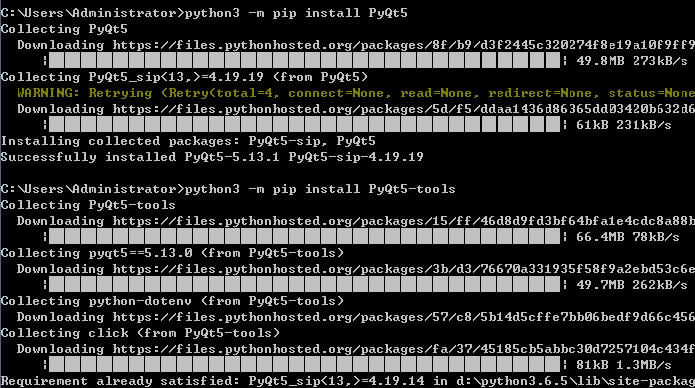 C:\Users\Administrator>python3 -m pip install PyQt5
Collecting PyQt5
Downloading https://files.pythonhosted.org/packages/8f/b9/d3f2445c320274f8e19a10f9ff9
49.8MB 273kB/s
Collecting PyQt5_sip<13,>=4.19.19 (from PyQt5)
WARNING: Retrying (Retry(total=4, connect=None, read=None, redirect=None, status=None
Downloading https://files.pythonhosted.org/packages/5d/f5/ddaa1436d86365dd03420b632d6
61kB 231kB/s
Installing collected packages: PyQt5-sip, PyQt5
Successfully installed PyQt5-5.13.1 PyQt5-sip-4.19.19
C:\Users\Administrator>python3 -m pip install PyQt5-tools
Collecting PyQt5-tools
Downloading https://files.pythonhosted.org/packages/15/ff/46d8d9fd3bf64bfa1e4cdc8a88b
66.4MB 78kB/s
Collecting pyqt5==5.13.0 (from PyQt5-tools)
Downloading https://files.pythonhosted.org/packages/3b/d3/76670a331935f58f9a2ebd53c6e
49.7MB 262kB/s
Collecting python-dotenv (from PyQt5-tools)
Downloading https://files.pythonhosted.org/packages/57/c8/5b14d5cffe7bb06bedf9d66c456
Collecting click (from PyQt5-tools)
Downloading https://files.pythonhosted.org/packages/fa/37/45185cb5abbc30d7257104c434f
81kB 1.3MB/s
Requirement already satisfied: PyQt5_sip<13,>=4.19.14 in d:\python3.6.5\lib\site-packag